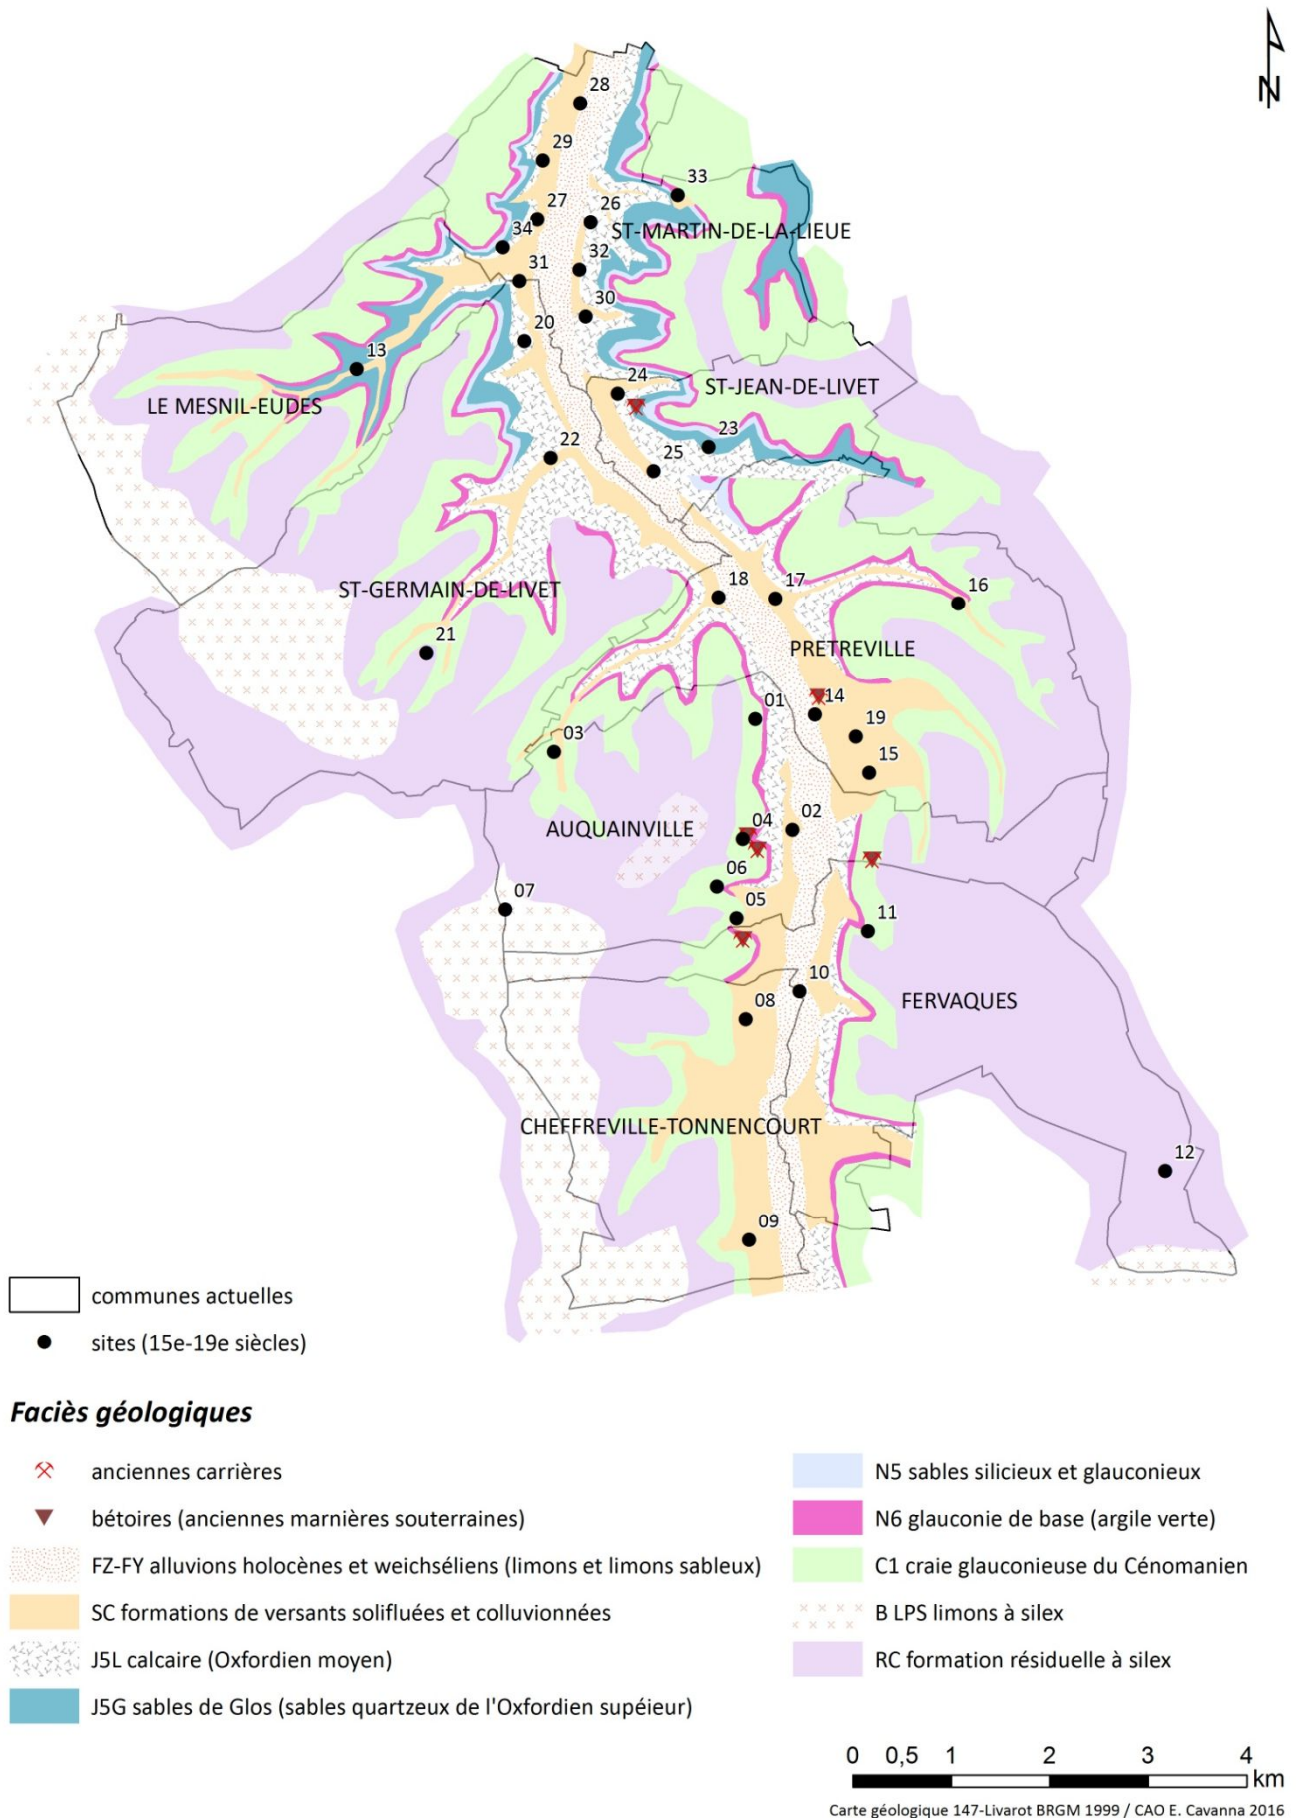 N
28
29
33
27
26
ST-MARTIN-DE-LA-LIEUE
34
32
31
30
20
13
24
ST-JEAN-DE-LIVET
LE MESNIL-EUDES
23
22
25
ST-GERMAIN-DE-LIVET
18
17
16
21
PRETREVILLE
14
01
19
03
15
AUQUAINVILLE
04
02
06
07
05
11
10
08
FERVAQUES
CHEFFREVILLE-TONNENCOURT
12
09
communes actuelles
sites (15e-19e siècles)
Faciès géologiques
anciennes carrières
bétoires (anciennes marnières souterraines)
FZ-FY alluvions holocènes et weichséliens (limons et limons sableux)
SC formations de versants solifluées et colluvionnées
J5L calcaire (Oxfordien moyen)
J5G sables de Glos (sables quartzeux de l'Oxfordien supéieur)
N5 sables silicieux et glauconieux
N6 glauconie de base (argile verte)
C1 craie glauconieuse du Cénomanien
B LPS limons à silex
RC formation résiduelle à silex
0 0,5 1 2 3 4
km
Carte géologique 147-Livarot BRGM 1999 / CAO E. Cavanna 2016